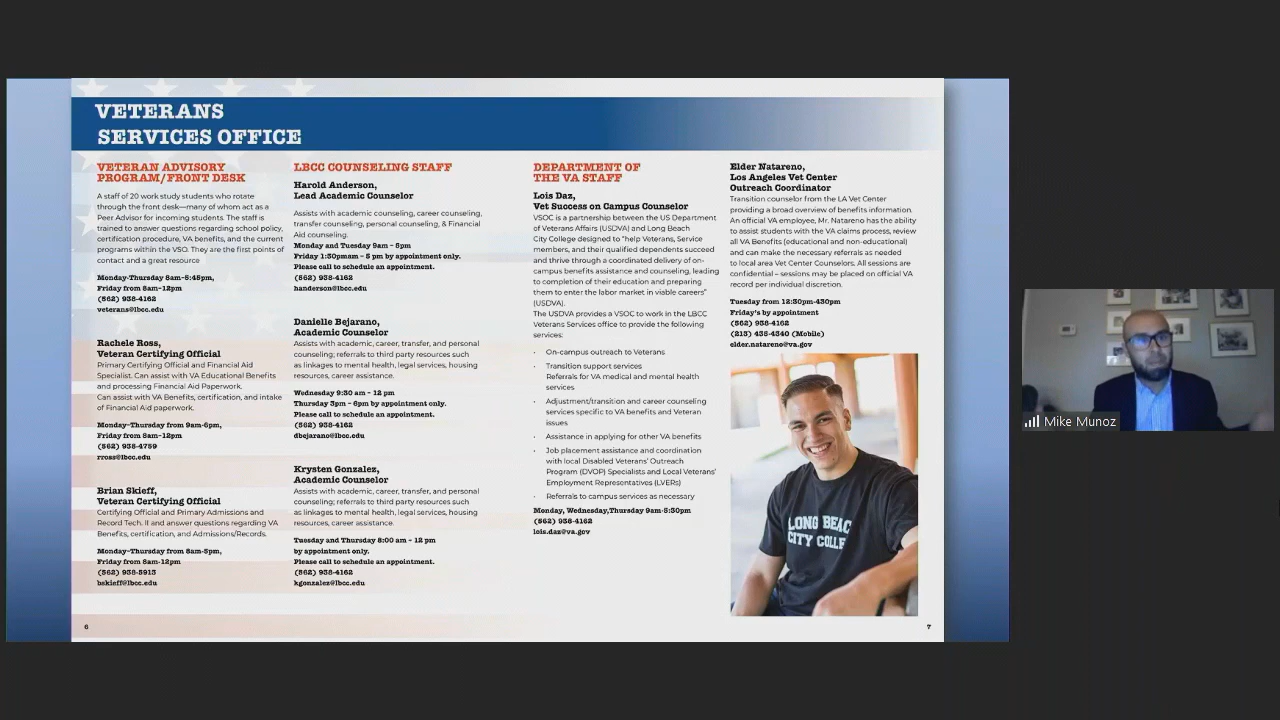 VETERANS
SERVICES OFFICE
VETERAN ADVISORY
PROGRAM/FRONT DESK
A staff of 20 work study students who rotate
through the front desk—many of whom act as a
Peer Advisor for incoming students. The staff is
trained to answer questions regarding school policy,
certification procedure, VA benefits, and the current
programs within the VSO. They are the first points of
contact and a great resource
Monday-Thursday 8am-5:45pm,
Friday from 8am-12pm
(562) 938-4162
veterans@lbcc.edu
Rachele Ross,
Veteran Certifying Official
Primary Certifying Official and Financial Aid
Specialist. Can assist with VA Educational Benefits
and processing Financial Aid Paperwork.
Can assist with VA Benefits, certification, and intake
of Financial Aid paperwork.
Monday-Thursday from 9am-6pm,
Friday from 8am-12pm
(562) 938-4759
rross@lbcc.edu
Brian Skieff,
Veteran Certifying Official
Certifying Official and Primary Admissions and
Record Tech. II and answer questions regarding VA
Benefits, certification, and Admissions/Records.
Monday-Thursday from 8am-5pm,
Friday from 8am-12pm
(562) 938-3913
bskieff@lbcc.edu
6
LBCC COUNSELING STAFF
Harold Anderson,
Lead Academic Counselor
Assists with academic counseling, career counseling,
transfer counseling, personal counseling, & Financial
Aid counseling.
Monday and Tuesday 9am - 5pm
Friday 1:30pmam - 5 pm by appointment only.
Please call to schedule an appointment.
(562) 938-4162
handerson@lbcc.edu
Danielle Bejarano,
Academic Counselor
Assists with academic, career, transfer, and personal
counseling; referrals to third party resources such
as linkages to mental health, legal services, housing
resources, career assistance.
Wednesday 9:30 am - 12 pm
Thursday 3pm - 6pm by appointment only.
Please call to schedule an appointment.
(562) 938-4162
dbejarano@lbcc.edu
Krysten Gonzalez,
Academic Counselor
Assists with academic, career, transfer, and personal
counseling; referrals to third party resources such
as linkages to mental health, legal services, housing
resources, career assistance.
Tuesday and Thursday 8:00 am - 12 pm
by appointment only.
Please call to schedule an appointment.
(562) 938-4162
kgonzalez@lbcc.edu
DEPARTMENT OF
THE VA STAFF
Lois Daz,
Vet Success on Campus Counselor
VSOC is a partnership between the US Department
of Veterans Affairs (USDVA) and Long Beach
City College designed to "help Veterans, Service
members, and their qualified dependents succeed
and thrive through a coordinated delivery of on-
campus benefits assistance and counseling, leading
to completion of their education and preparing
them to enter the labor market in viable careers"
(USDVA).
The USDVA provides a VSOC to work in the LBCC
Veterans Services office to provide the following
services:
· On-campus outreach to Veterans
· Transition support services
Referrals for VA medical and mental health
services
· Adjustment/transition and career counseling
services specific to VA benefits and Veteran
issues
· Assistance in applying for other VA benefits
· Job placement assistance and coordination
with local Disabled Veterans' Outreach
Program (DVOP) Specialists and Local Veterans'
Employment Representatives (LVERs)
· Referrals to campus services as necessary
Monday, Wednesday,Thursday 9am-5:30pm
(562) 938-4162
lois.daz@va.gov
Elder Natareno,
Los Angeles Vet Center
Outreach Coordinator
Transition counselor from the LA Vet Center
providing a broad overview of benefits information.
An official VA employee, Mr. Natareno has the ability
to assist students with the VA claims process, review
all VA Benefits (educational and non-educational)
and can make the necessary referrals as needed
to local area Vet Center Counselors. All sessions are
confidential – sessions may be placed on official VA
record per individual discretion.
Tuesday from 12:30pm-430pm
Friday's by appointment
(562) 938-4162
(213) 435-4340 (Mobile)
elder.natareno@va.gov
LONG BEAC
CITY COLLE
7
Mike Munoz